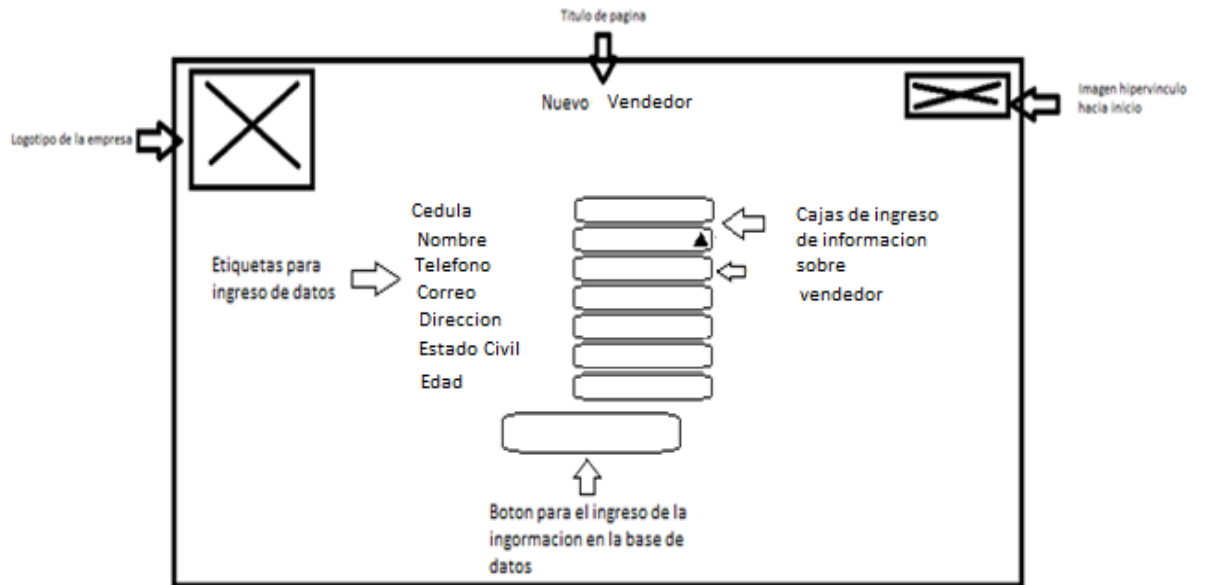 Titulo de pagina
Nuevo Vendedor
Imagen hipervinculo
hacia inicio
Logotipo de la empresa
Cedula
Nombre
Telefono
Correo
Direccion
Estado Civil
Edad
Etiquetas para
ingreso de datos
Cajas de ingreso
de informacion
sobre
vendedor
Boton para el ingreso de la
ingormacion en la base de
datos